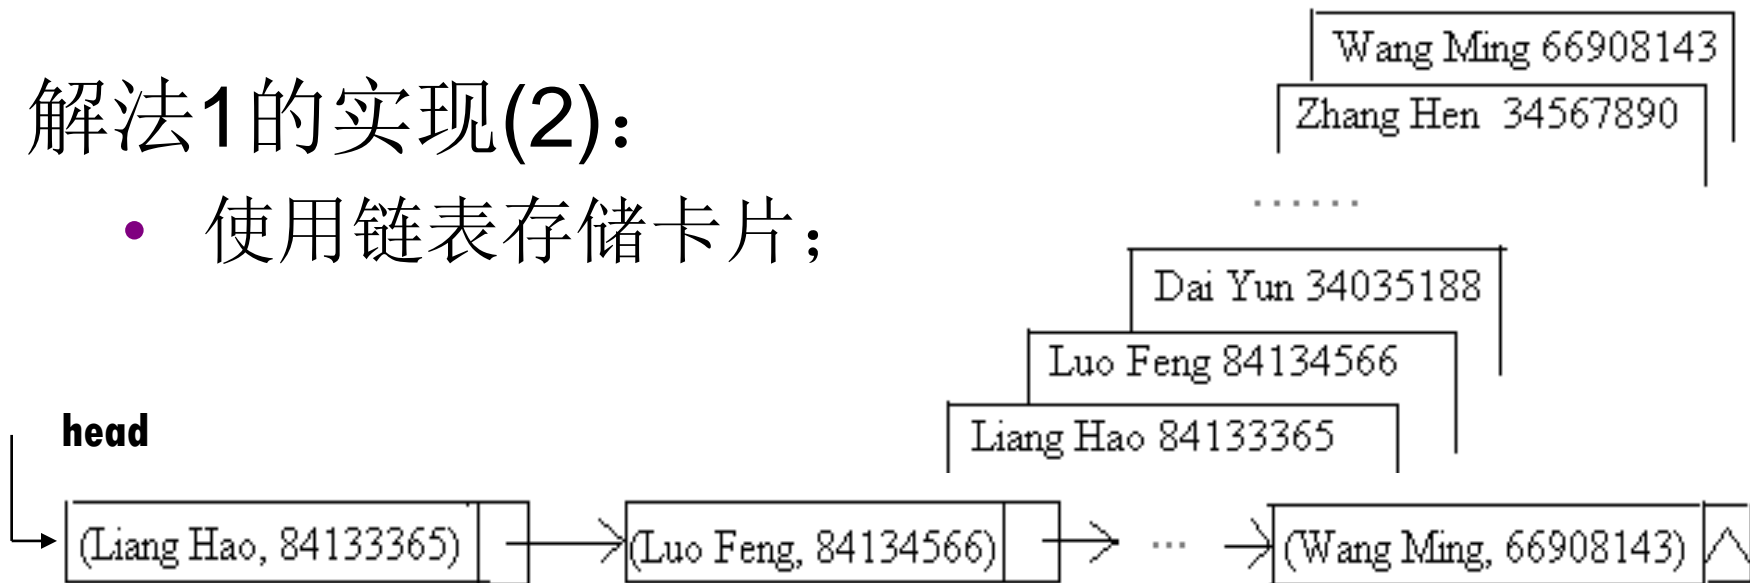 解法1的实现(2)：
• 使用链表存储卡片；
Wang Ming 66908143
Zhang Hen 34567890
......
Dai Yun 34035188
Luo Feng 84134566
Liang Hao 84133365
head
(Liang Hao, 84133365) (Luo Feng, 84134566) ... (Wang Ming, 66908143) ^